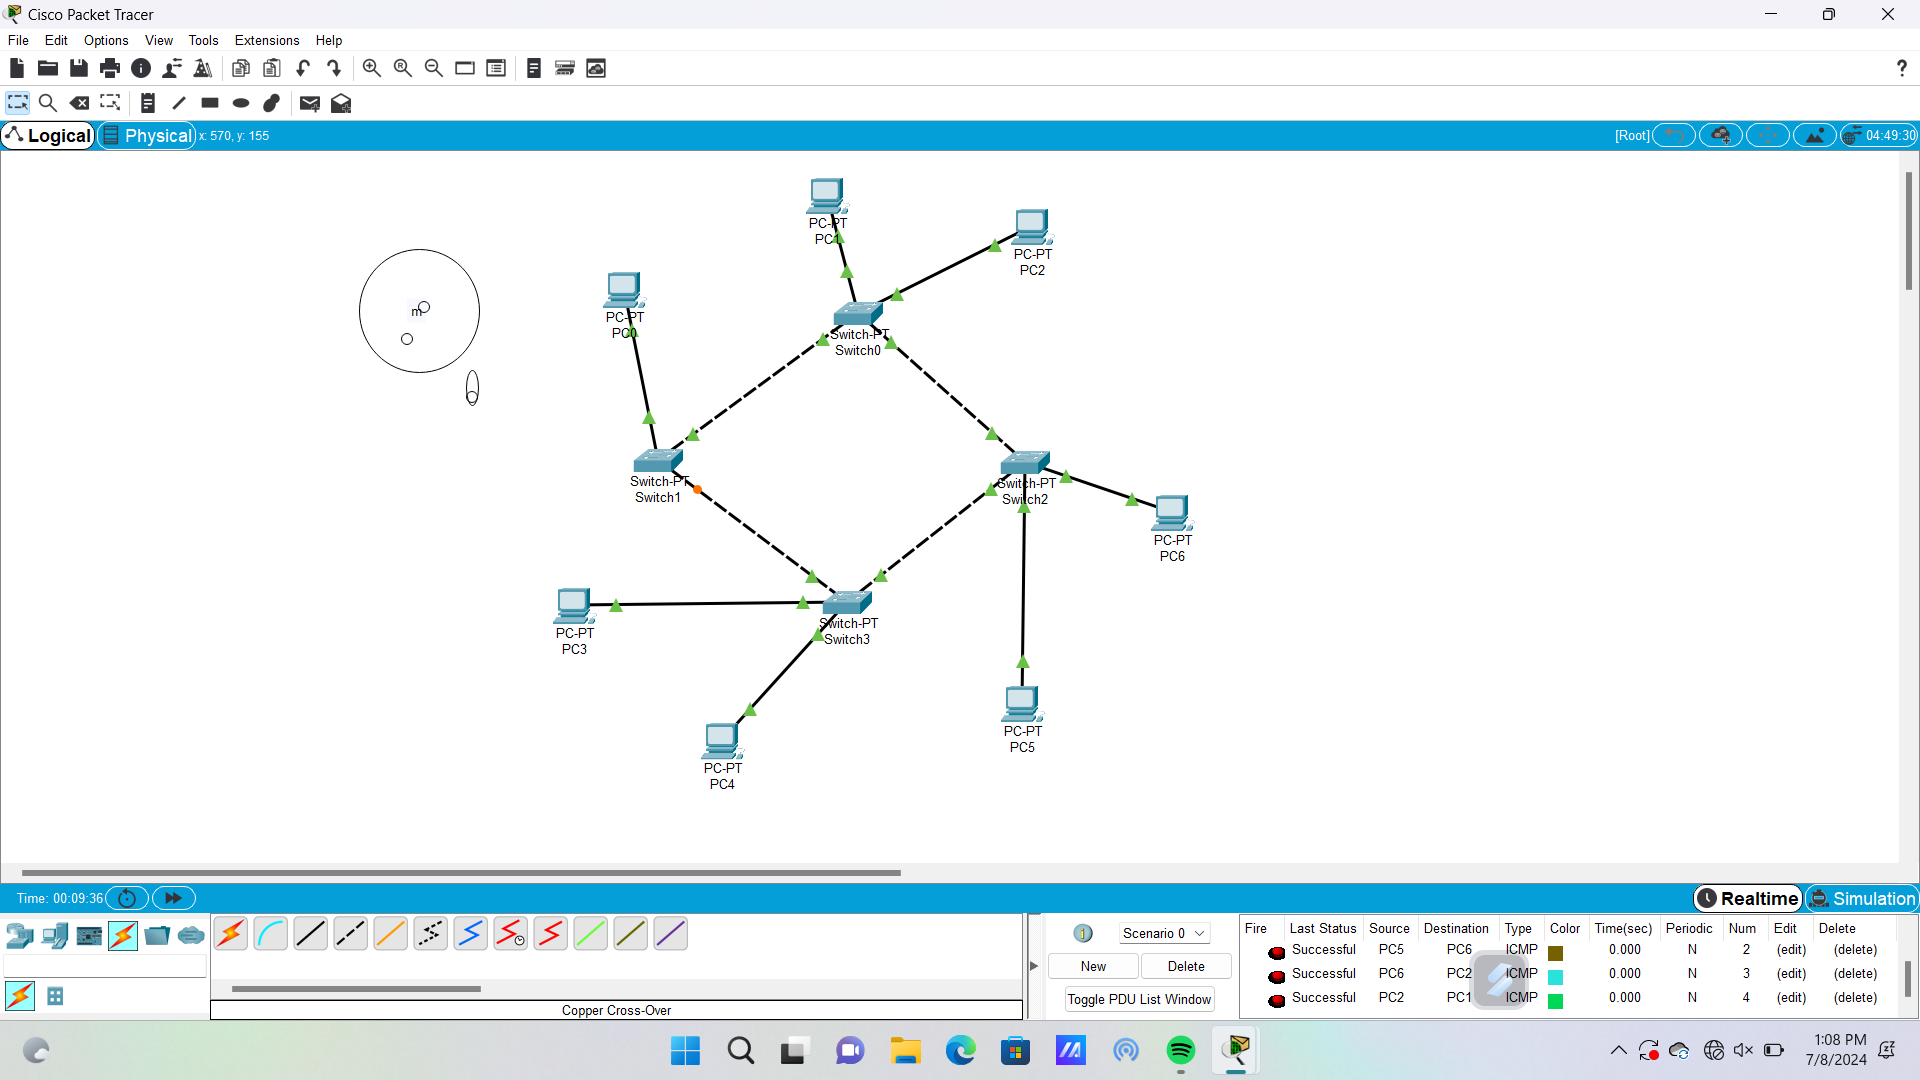 Cisco Packet Tracer
File Edit Options View Tools Extensions Help
?
Logical Physical x: 570, y: 155 [Root] 04:49:30
PC-PT
PC1
PC-PT
PC2
PC-PT
PC0
m
Switch-PT
Switch0
Switch-PT
Switch1
Switch-PT
Switch2
PC-PT
PC6
PC-PT
PC3
Switch-PT
Switch3
PC-PT
PC5
PC-PT
PC4
Time: 00:09:36 Realtime Simulation
Scenario 0
New Delete
Toggle PDU List Window
Copper Cross-Over
Fire Last Status Source Destination Type Color Time(sec) Periodic Num Edit Delete
Successful PC5 PC6 ICMP 0.000 N 2 (edit) (delete)
Successful PC6 PC2 ICMP 0.000 N 3 (edit) (delete)
Successful PC2 PC1 ICMP 0.000 N 4 (edit) (delete)
1:08 PM
7/8/2024